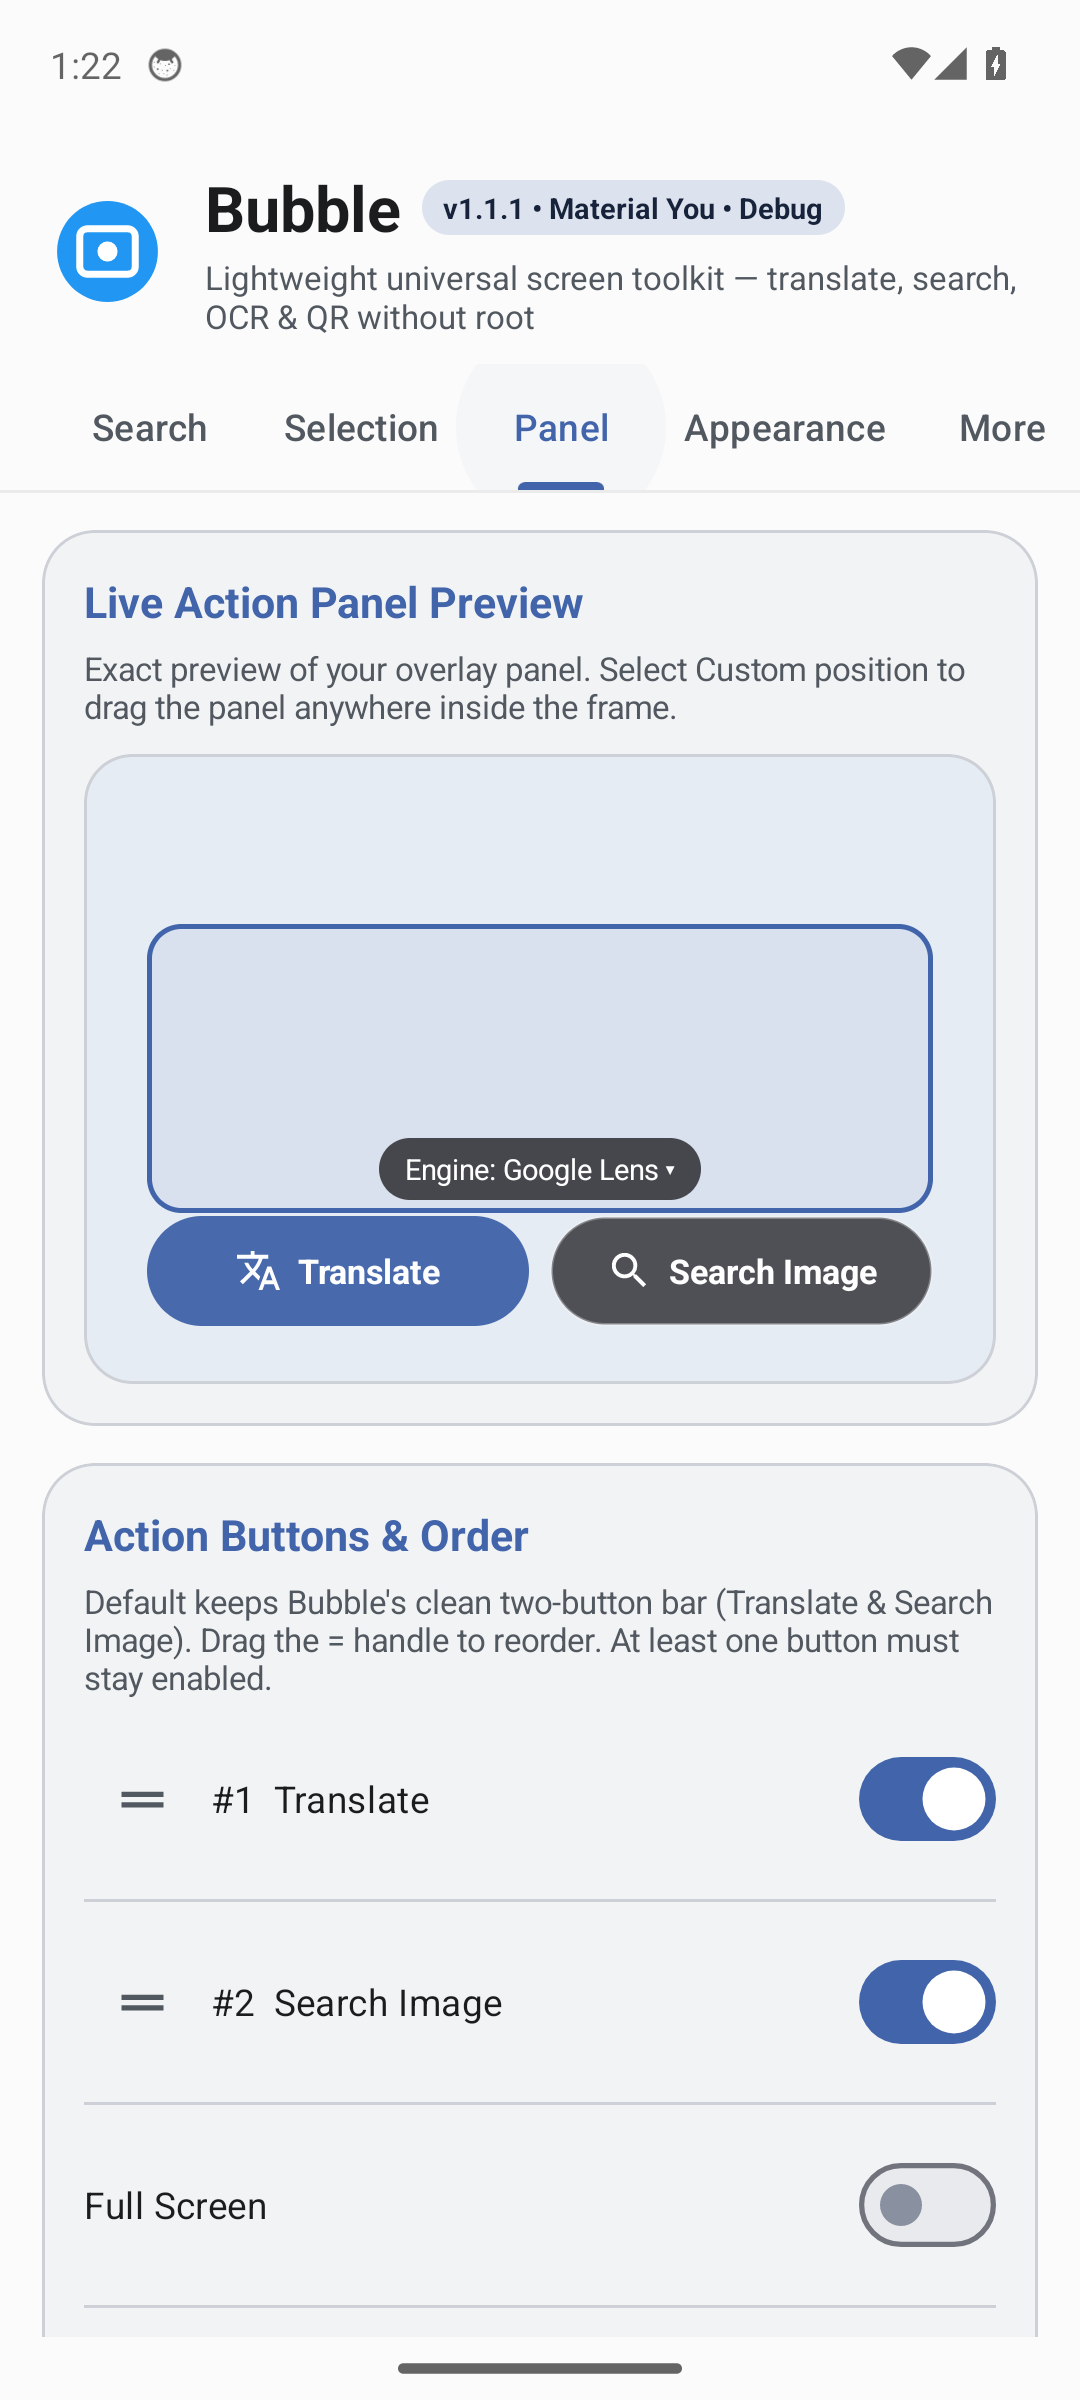 1:22
Bubble
v1.1.1 • Material You • Debug
Lightweight universal screen toolkit — translate, search,
OCR & QR without root
Search
Selection
Panel
Appearance
More
Live Action Panel Preview
Exact preview of your overlay panel. Select Custom position to
drag the panel anywhere inside the frame.
Engine: Google Lens ▾
Translate
Search Image
Action Buttons & Order
Default keeps Bubble's clean two-button bar (Translate & Search
Image). Drag the = handle to reorder. At least one button must
stay enabled.
#1 Translate
#2 Search Image
Full Screen